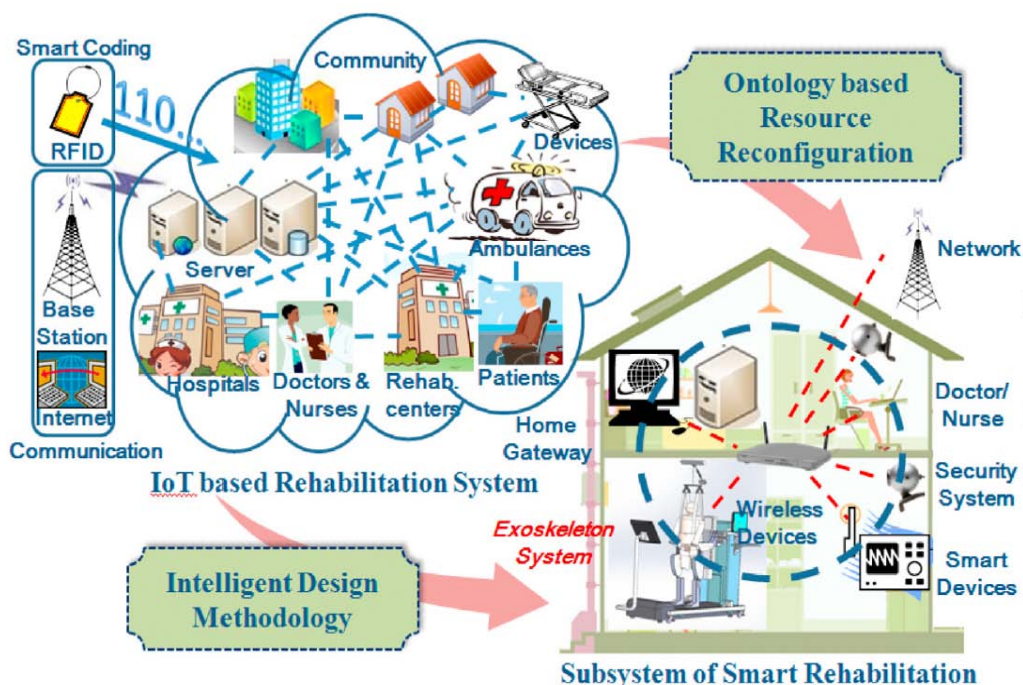 Smart Coding
110...
RFID
Community
Devices
Ontology based
Resource
Reconfiguration
Server
Ambulances
Base
Station
Internet
Communication
Hospitals
Doctors &
Nurses
Rehab.
centers
Patients
IoT based Rehabilitation System
Network
Home
Gateway
Doctor/
Nurse
Security
System
Wireless
Devices
Exoskeleton
System
Smart
Devices
Intelligent Design
Methodology
Subsystem of Smart Rehabilitation